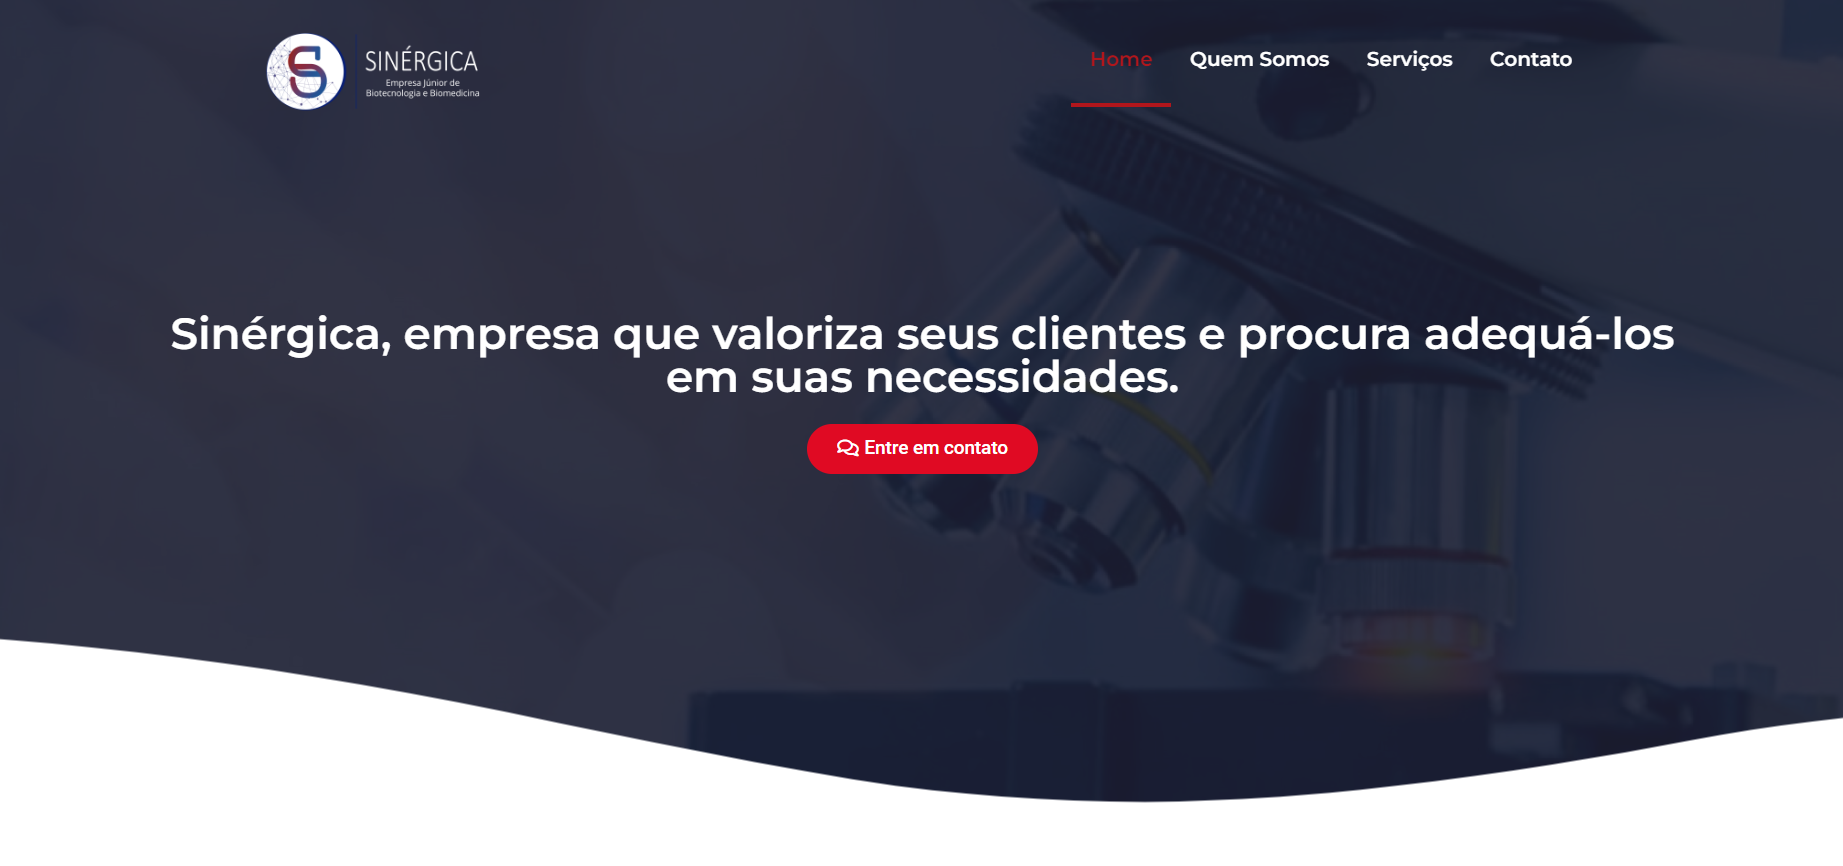 SINÉRGICA
Empresa Júnior de
Biotecnologia e Biomedicina
Home Quem Somos Serviços Contato
Sinérgica, empresa que valoriza seus clientes e procura adequá-los
em suas necessidades.
Entre em contato